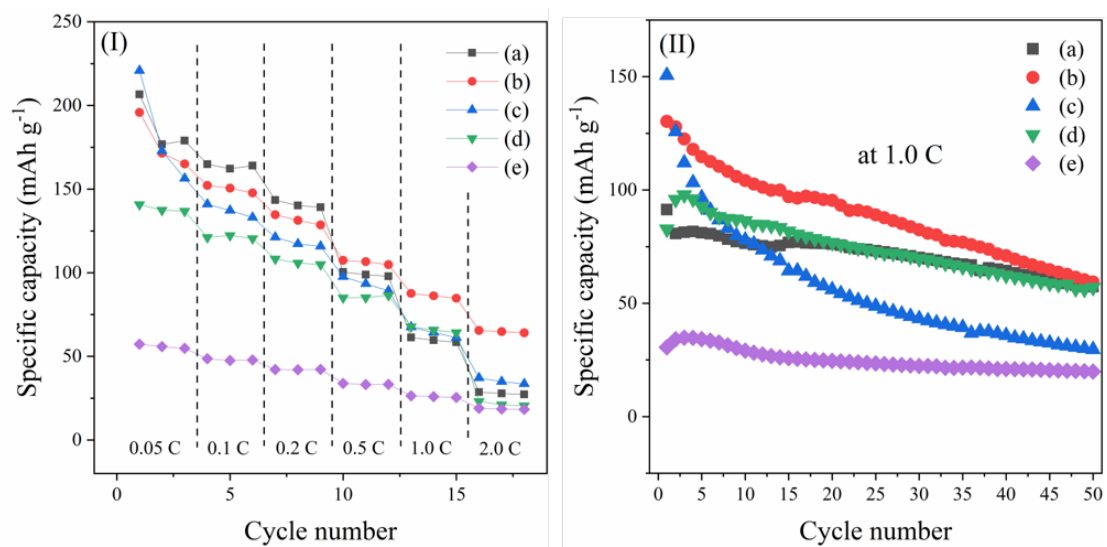 (I)
(a)
(b)
(c)
(d)
(e)
250
200
150
100
50
0
Specific capacity (mAh g⁻¹)
0.05 C 0.1 C 0.2 C 0.5 C 1.0 C 2.0 C
0 5 10 15
Cycle number
(II)
(a)
(b)
(c)
(d)
(e)
at 1.0 C
150
100
50
0
Specific capacity (mAh g⁻¹)
0 5 10 15 20 25 30 35 40 45 50
Cycle number